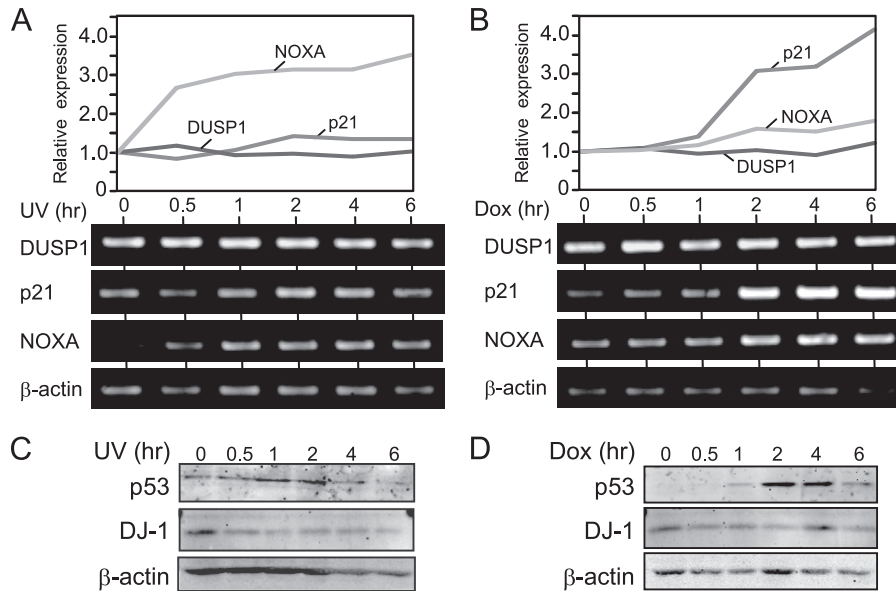 A
Relative expression
4.0
3.0
2.0
1.0
0
NOXA
DUSP1
p21
UV (hr)
0 0.5 1 2 4 6
DUSP1
p21
NOXA
β-actin
B
Relative expression
4.0
3.0
2.0
1.0
0
p21
NOXA
DUSP1
Dox (hr)
0 0.5 1 2 4 6
DUSP1
p21
NOXA
β-actin
C
UV (hr) 0 0.5 1 2 4 6
p53
DJ-1
β-actin
D
Dox (hr) 0 0.5 1 2 4 6
p53
DJ-1
β-actin